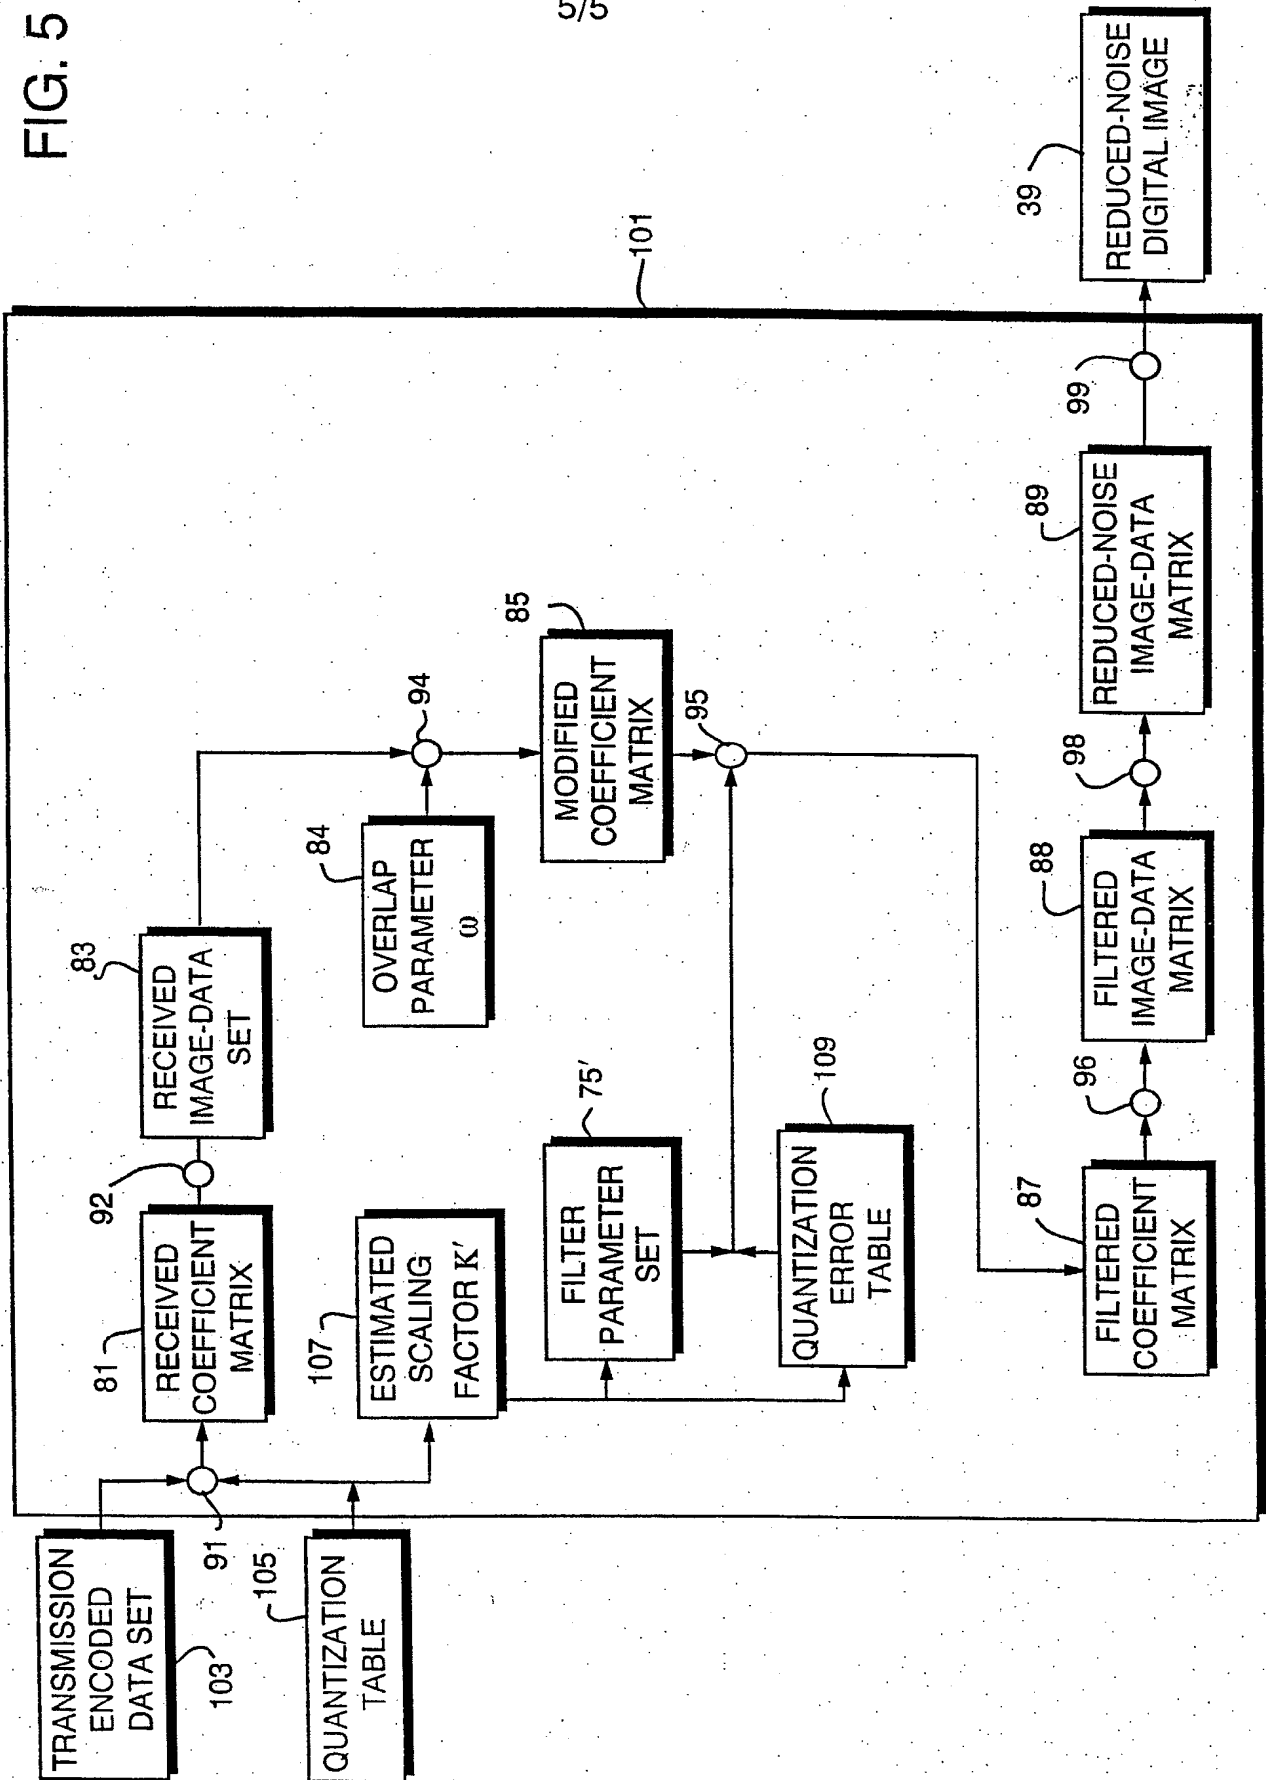 5/5
FIG. 5
TRANSMISSION
ENCODED
DATA SET
103
QUANTIZATION
TABLE
105
91
RECEIVED
COEFFICIENT
MATRIX
81
92
RECEIVED
IMAGE-DATA
SET
83
ESTIMATED
SCALING
FACTOR K'
107
OVERLAP
PARAMETER
ω
84
94
FILTER
PARAMETER
SET
75'
MODIFIED
COEFFICIENT
MATRIX
85
95
QUANTIZATION
ERROR
TABLE
109
FILTERED
COEFFICIENT
MATRIX
87
96
FILTERED
IMAGE-DATA
MATRIX
88
98
REDUCED-NOISE
IMAGE-DATA
MATRIX
89
99
101
REDUCED-NOISE
DIGITAL IMAGE
39